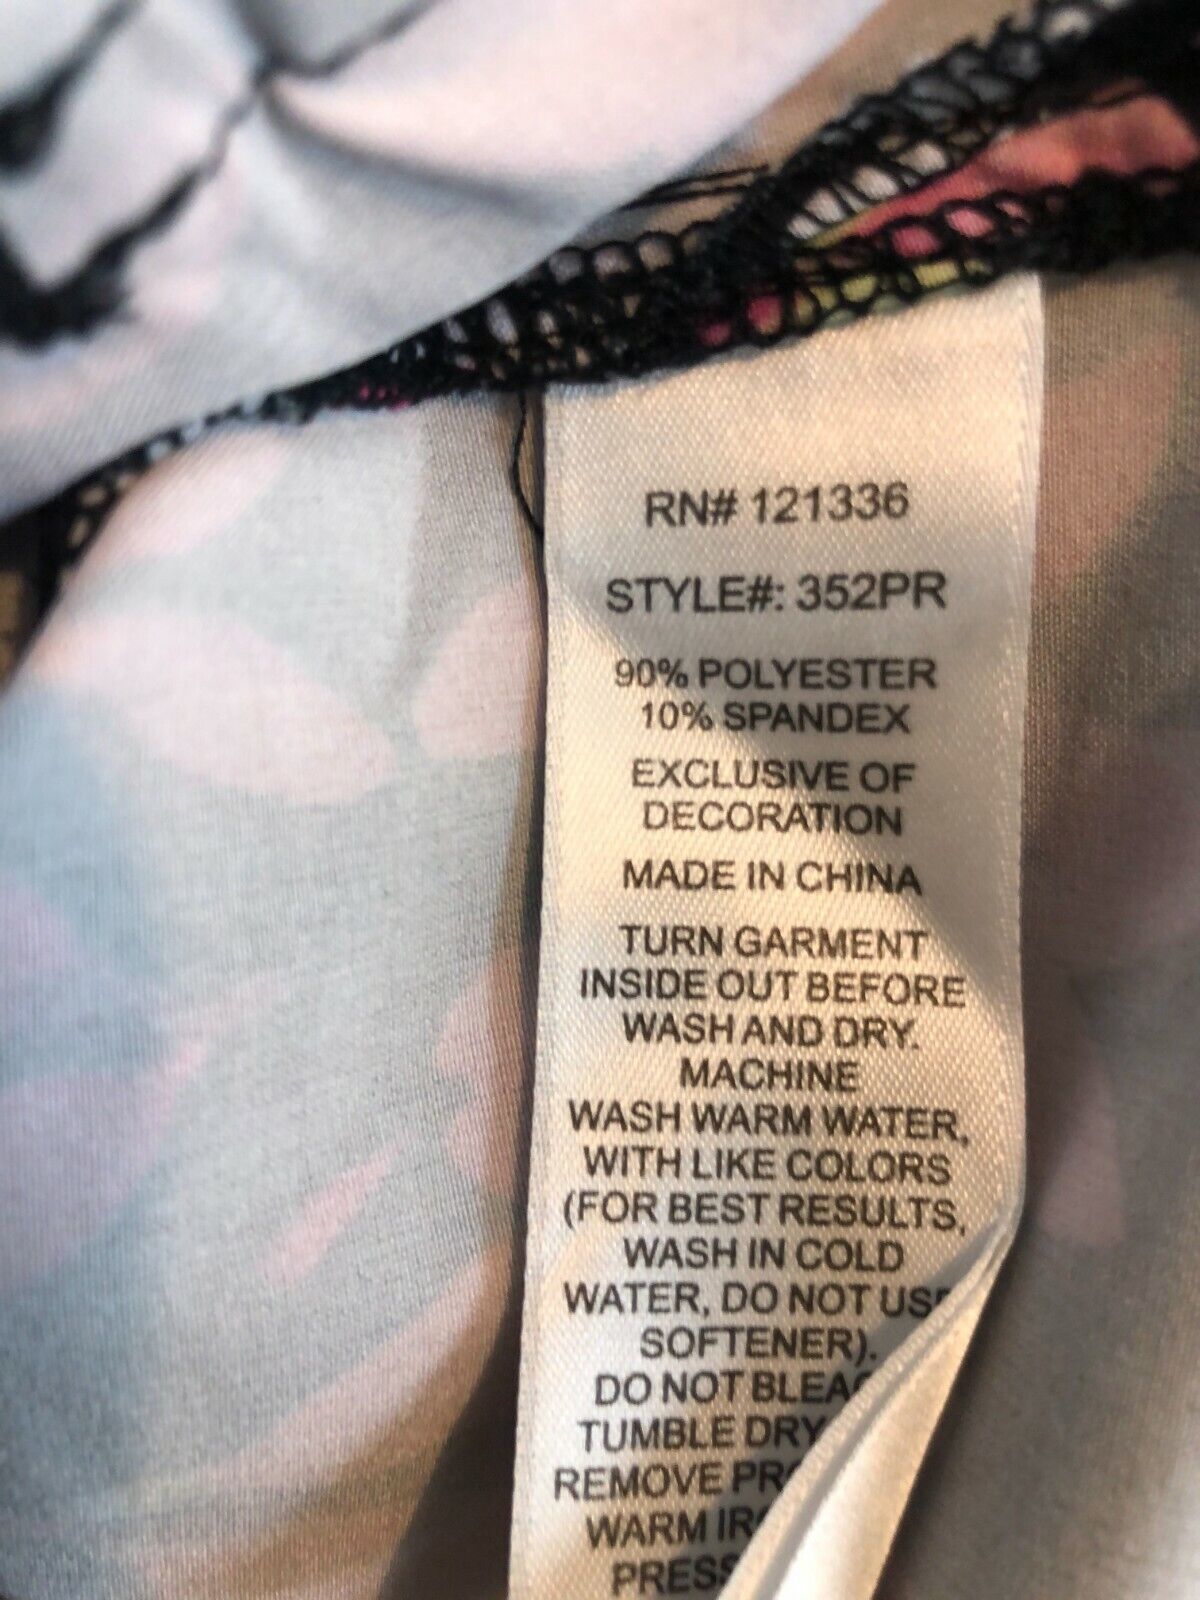 RN# 121336
STYLE#: 352PR
90% POLYESTER
10% SPANDEX
EXCLUSIVE OF
DECORATION
MADE IN CHINA
TURN GARMENT
INSIDE OUT BEFORE
WASH AND DRY.
MACHINE
WASH WARM WATER,
WITH LIKE COLORS
(FOR BEST RESULTS,
WASH IN COLD
WATER, DO NOT USE
SOFTENER).
DO NOT
TUMBLE DRY
REMOVE
WARM